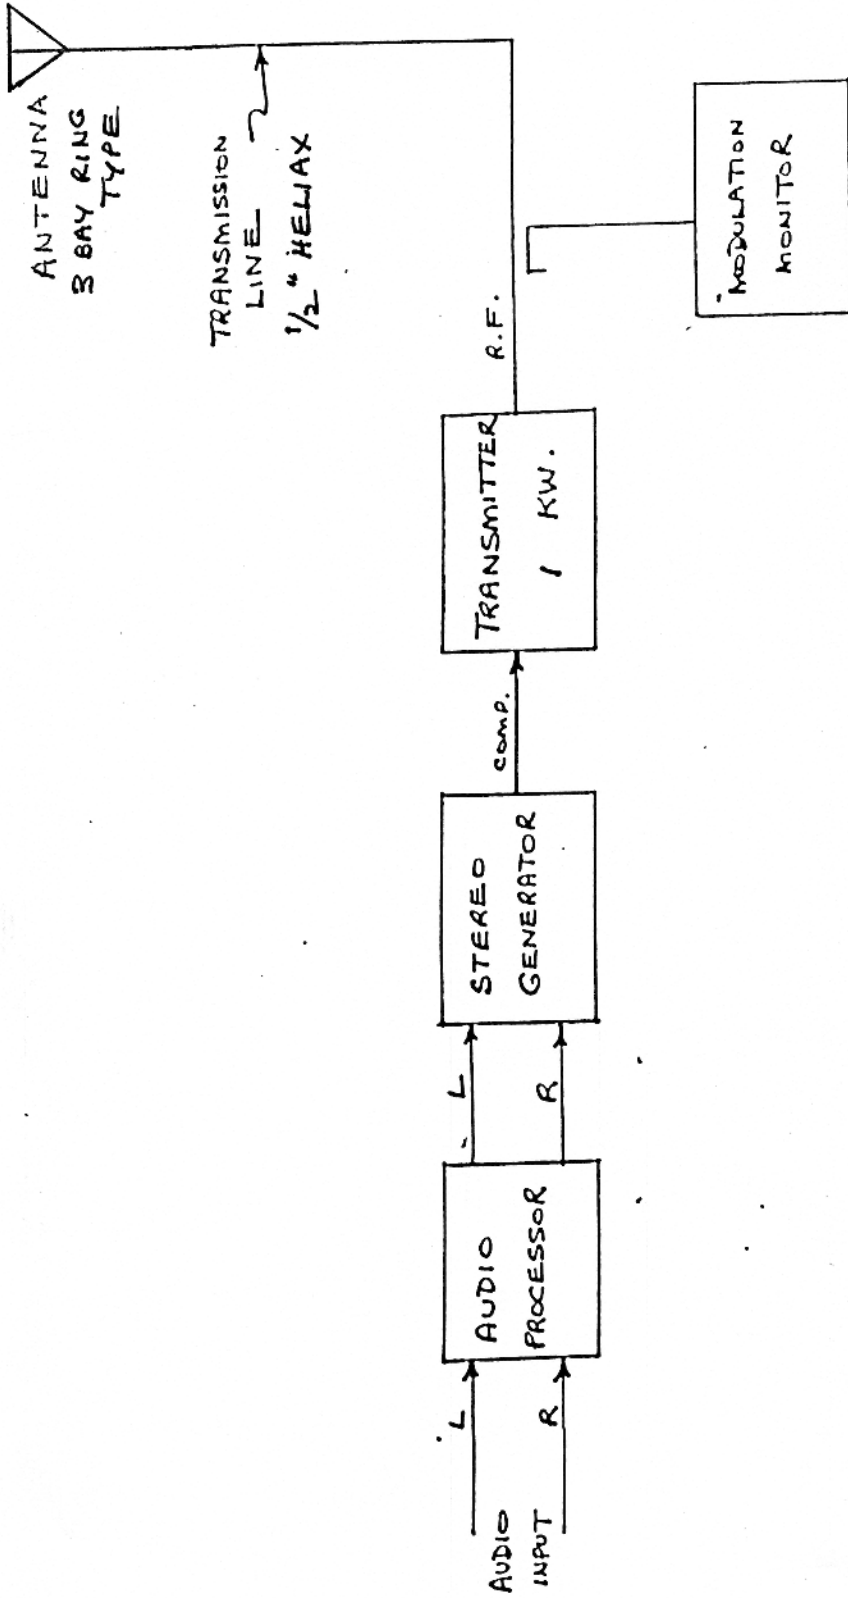 AUDIO
INPUT
L
R
AUDIO
PROCESSOR
L
R
STEREO
GENERATOR
COMP.
TRANSMITTER
1 KW.
R.F.
MODULATION
MONITOR
TRANSMISSION
LINE
1/2" HELIAX
ANTENNA
3 BAY RING
TYPE